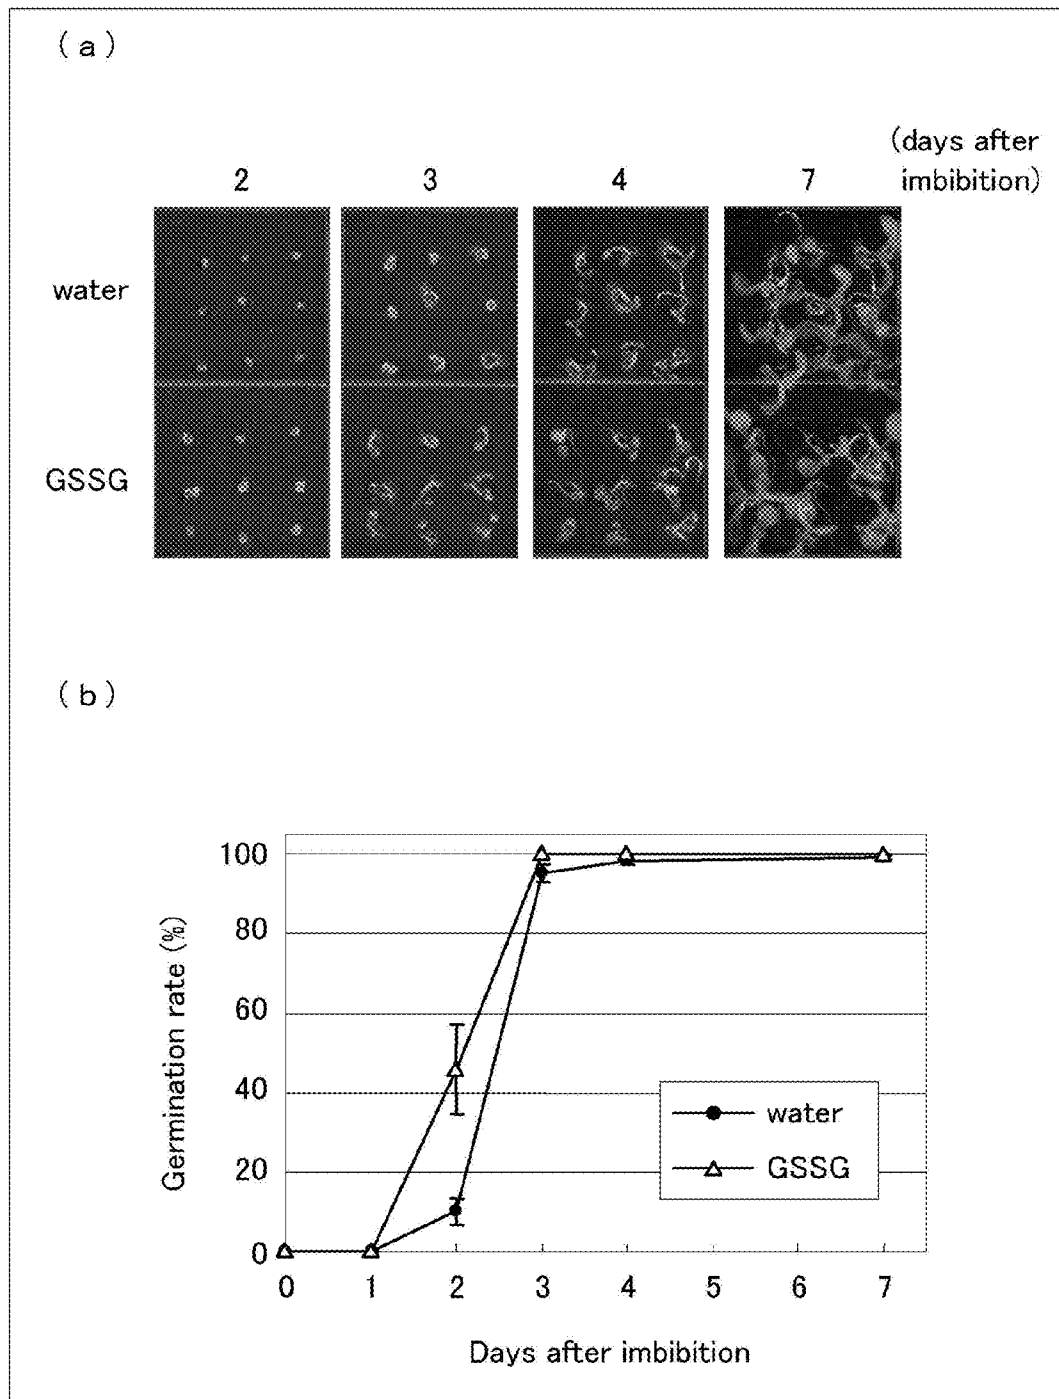 ( a )
(days after
2 3 4 7 imbibition)
water
GSSG
( b )
100
80
60
40
20
0
Germination rate (%)
water
GSSG
0 1 2 3 4 5 6 7
Days after imbibition